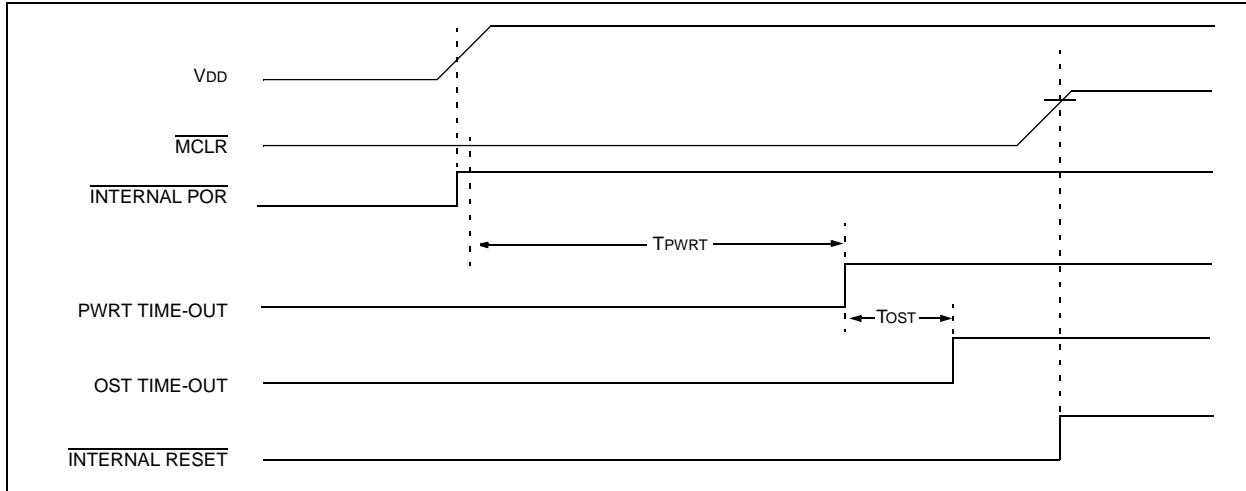 VDD
MCLR
INTERNAL POR
TPWRT
PWRT TIME-OUT
TOST
OST TIME-OUT
INTERNAL RESET